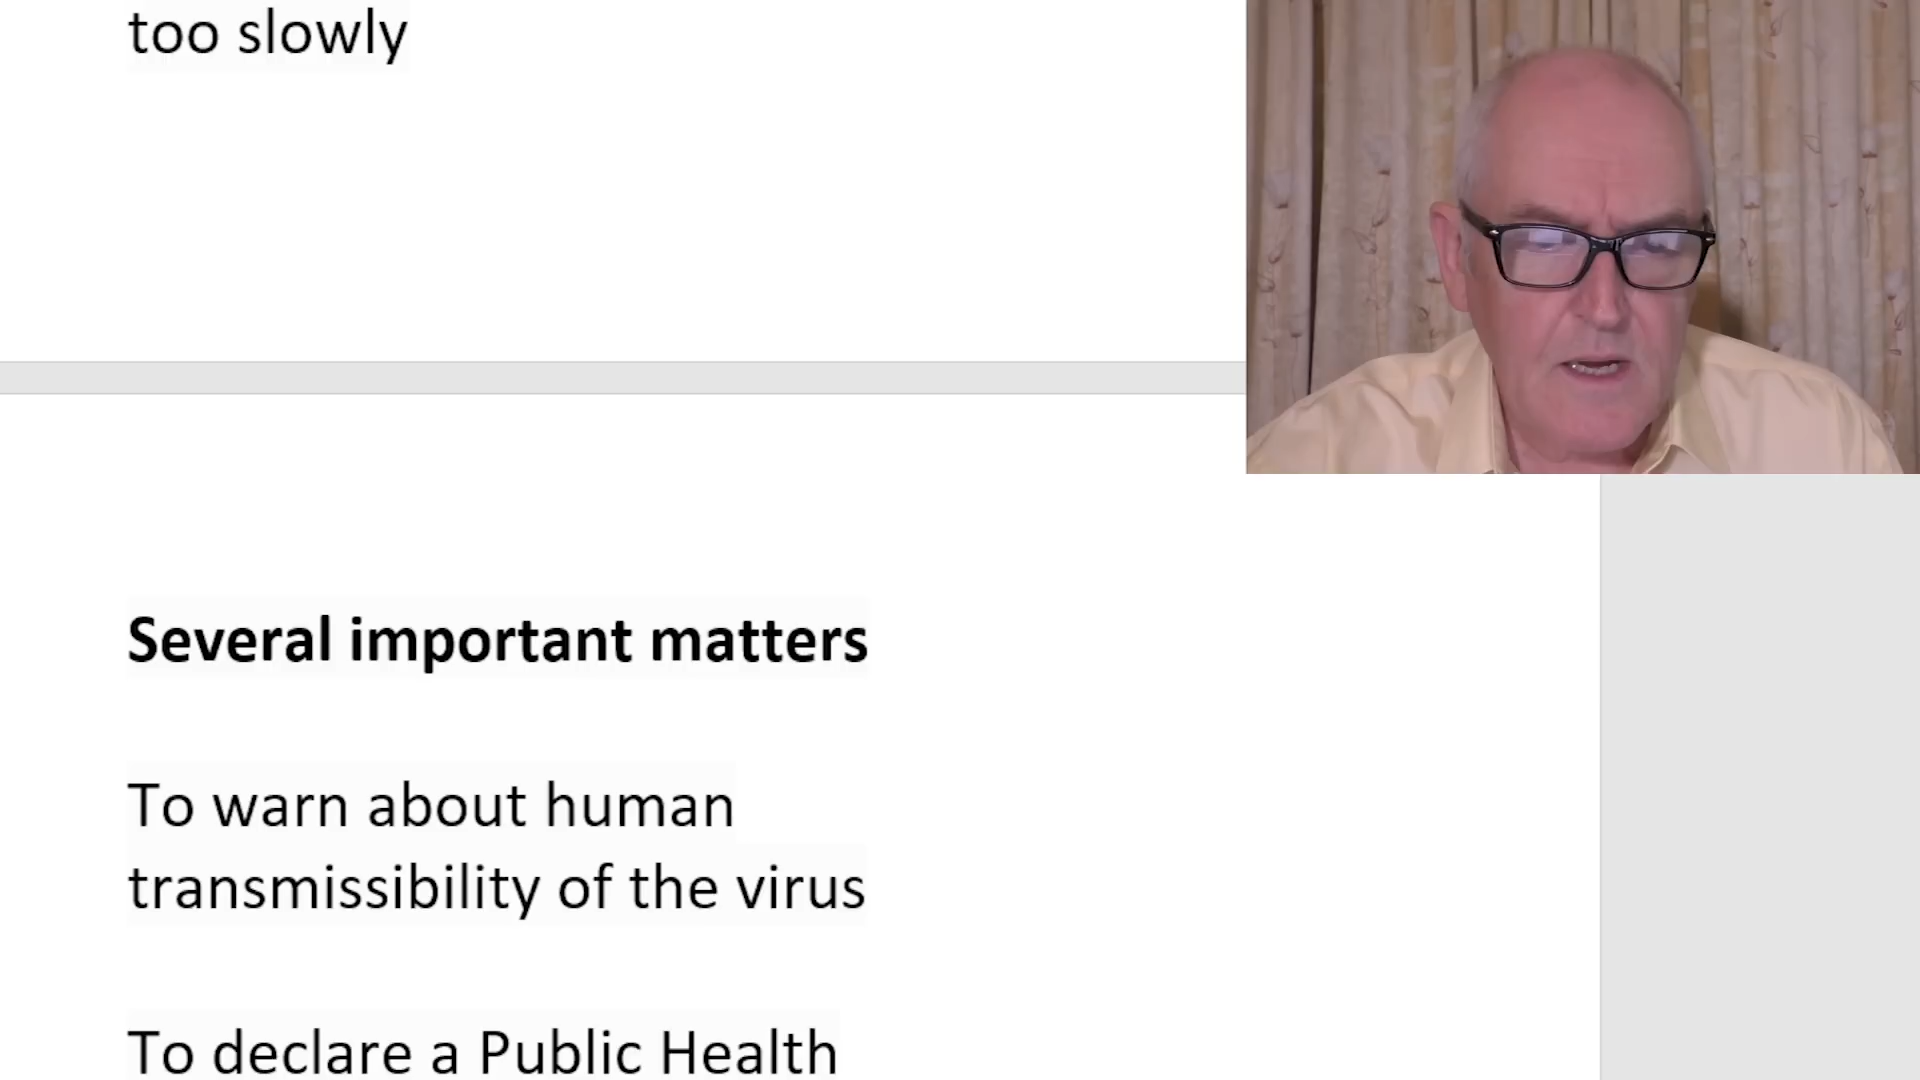 too slowly
Several important matters
To warn about human
transmissibility of the virus
To declare a Public Health